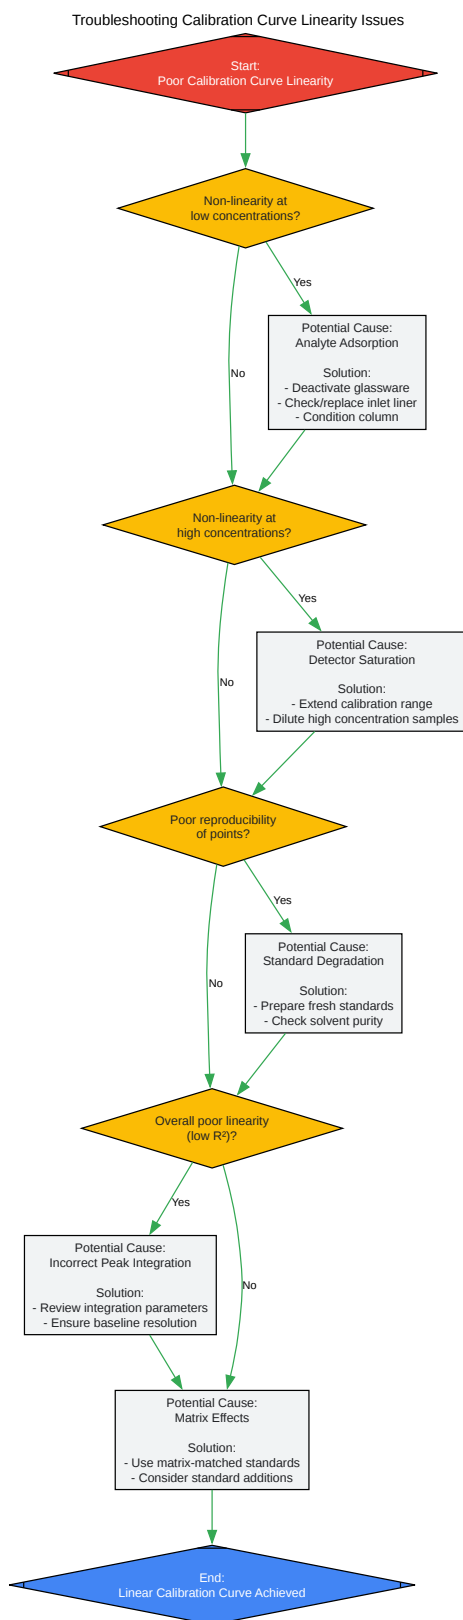 Troubleshooting Calibration Curve Linearity Issues
Start:
Poor Calibration Curve Linearity
Non-linearity at
low concentrations?
Yes
Potential Cause:
Analyte Adsorption
Solution:
- Deactivate glassware
- Check/replace inlet liner
- Condition column
No
Non-linearity at
high concentrations?
Yes
Potential Cause:
Detector Saturation
Solution:
- Extend calibration range
- Dilute high concentration samples
No
Poor reproducibility
of points?
Yes
Potential Cause:
Standard Degradation
Solution:
- Prepare fresh standards
- Check solvent purity
No
Overall poor linearity
(low R²)?
Yes
Potential Cause:
Incorrect Peak Integration
Solution:
- Review integration parameters
- Ensure baseline resolution
No
Potential Cause:
Matrix Effects
Solution:
- Use matrix-matched standards
- Consider standard additions
End:
Linear Calibration Curve Achieved